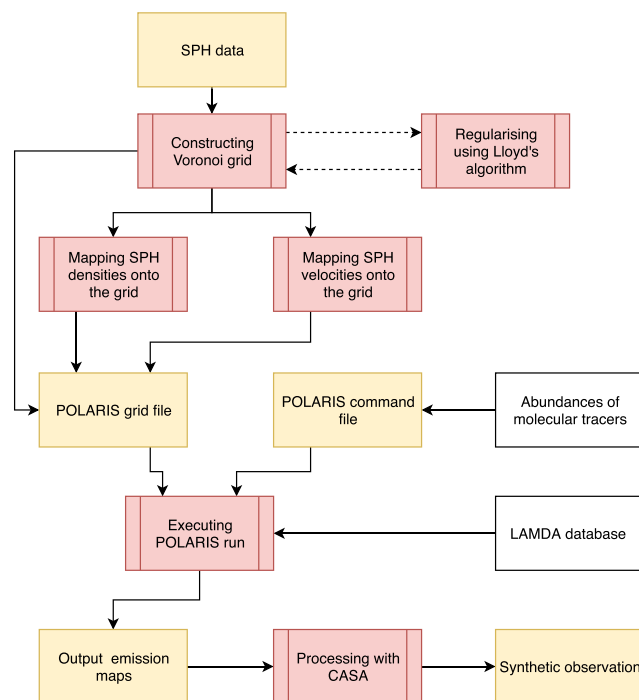 SPH data
Constructing
Voronoi grid
Regularising
using Lloyd's
algorithm
Mapping SPH
densities onto
the grid
Mapping SPH
velocities onto
the grid
POLARIS grid file
POLARIS command
file
Abundances of
molecular tracers
Executing
POLARIS run
LAMDA database
Output emission
maps
Processing with
CASA
Synthetic observation